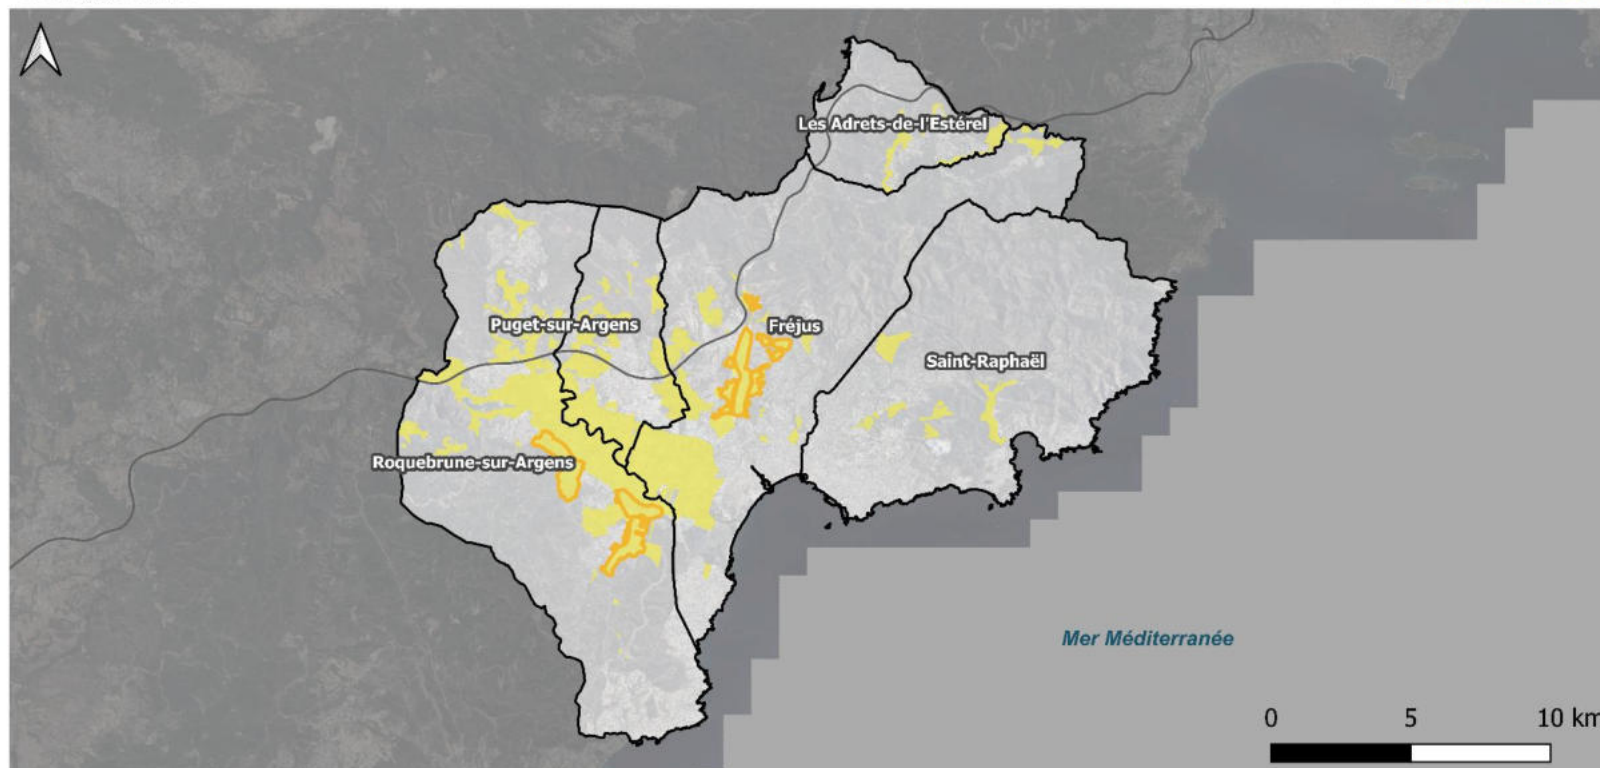 Les Adrets-de-l'Estérel
Puget-sur-Argens
Fréjus
Saint-Raphaël
Roquebrune-sur-Argens
Mer Méditerranée
0 5 10 km